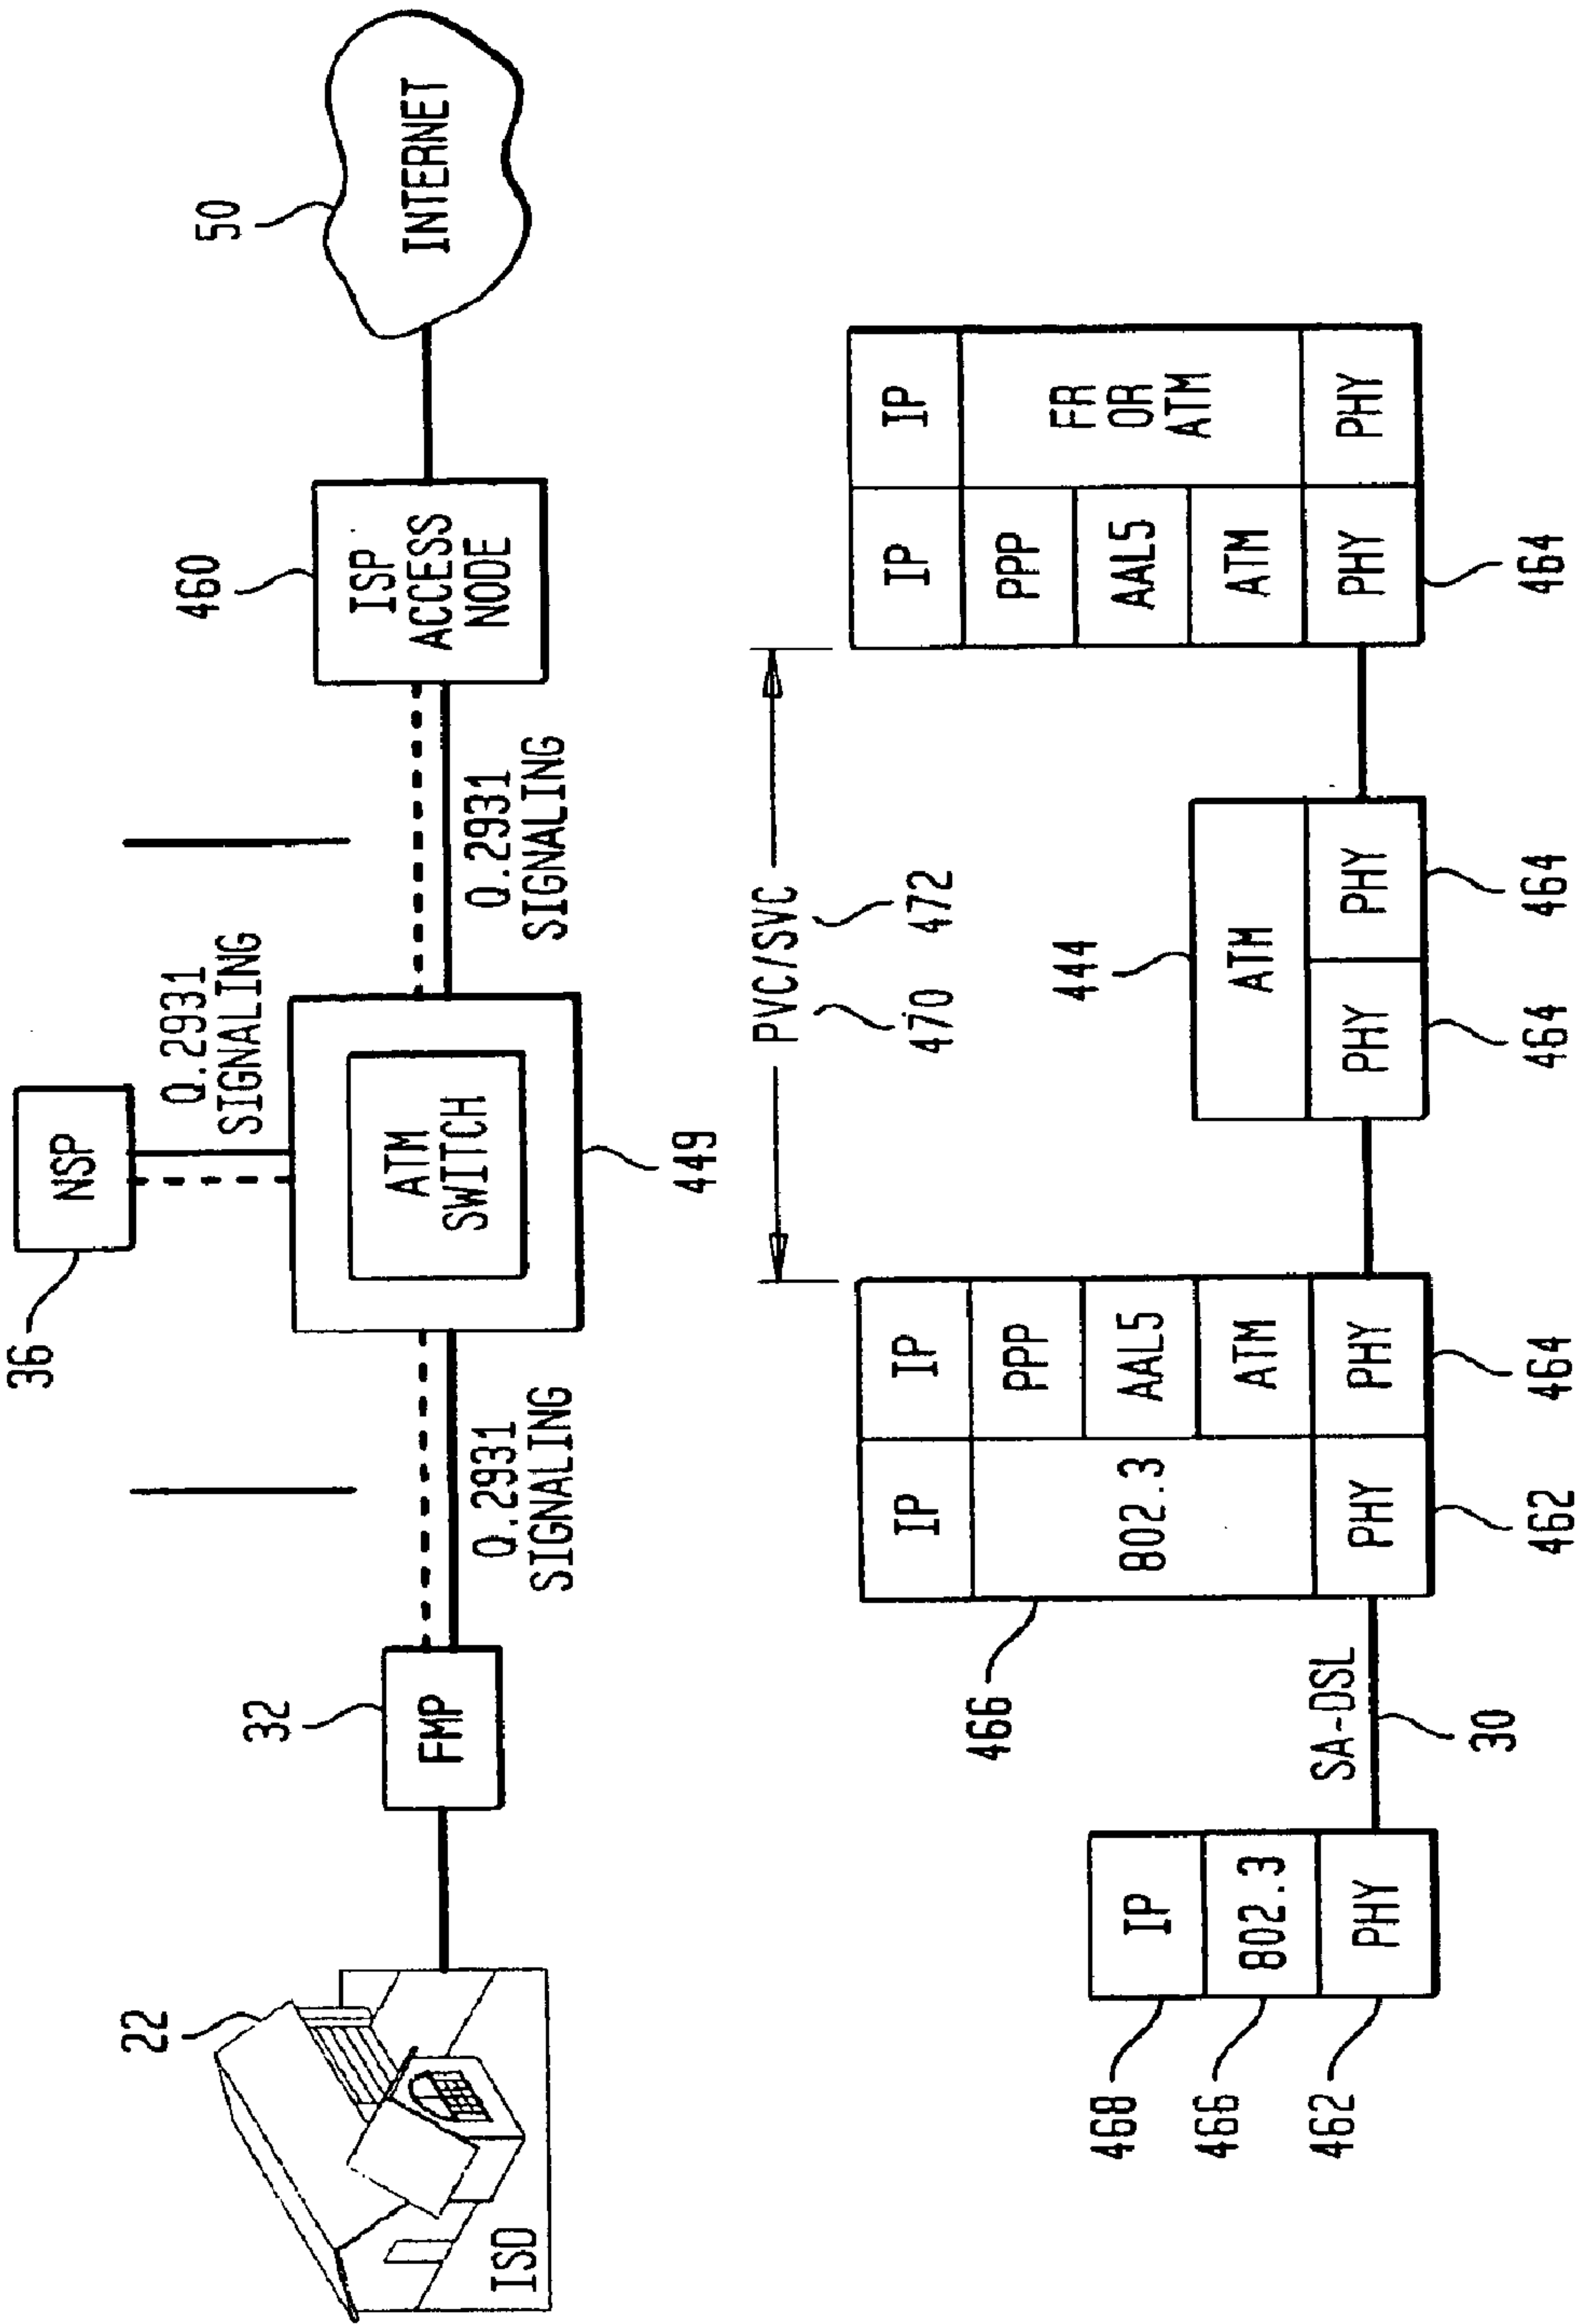 36
NSP
Q.2931
SIGNALING
22
ISD
32
FMP
Q.2931
SIGNALING
ATM
SWITCH
449
Q.2931
SIGNALING
460
ISP
ACCESS
NODE
50
INTERNET
PVC/SVC
470
472
468
IP
466
802.3
462
PHY
SA-DSL
30
466
IP
802.3
PHY
462
IP
PPP
AAL5
ATM
PHY
464
444
ATM
PHY
PHY
464
464
IP
PPP
AAL5
ATM
PHY
464
IP
FR
OR
ATM
PHY